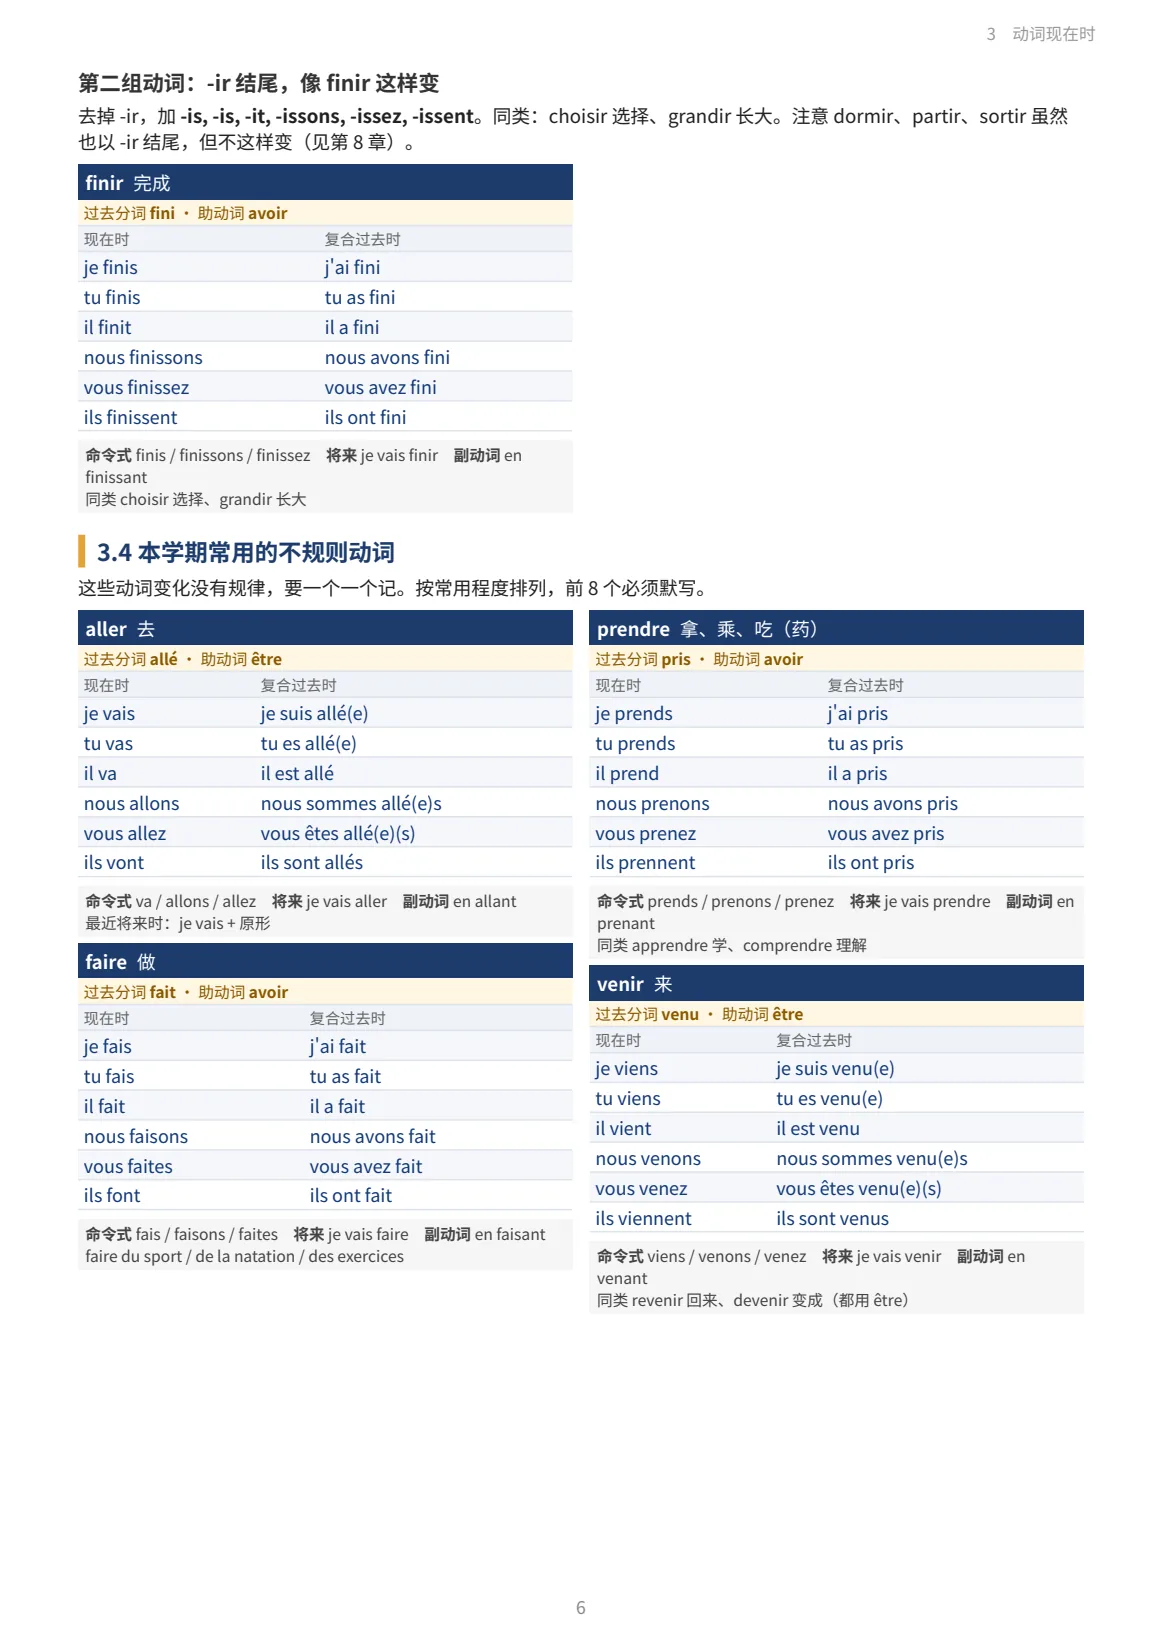 3 动词现在时
第二组动词：-ir 结尾，像 finir 这样变
去掉 -ir，加 -is, -is, -it, -issons, -issez, -issent。同类：choisir 选择、grandir 长大。注意 dormir、partir、sortir 虽然
也以 -ir 结尾，但不这样变（见第 8 章）。
finir 完成
过去分词 fini · 助动词 avoir
现在时 复合过去时
je finis j'ai fini
tu finis tu as fini
il finit il a fini
nous finissons nous avons fini
vous finissez vous avez fini
ils finissent ils ont fini
命令式 finis / finissons / finissez 将来 je vais finir 副动词 en
finissant
同类 choisir 选择、grandir 长大
3.4 本学期常用的不规则动词
这些动词变化没有规律，要一个一个记。按常用程度排列，前 8 个必须默写。
aller 去
过去分词 allé · 助动词 être
现在时 复合过去时
je vais je suis allé(e)
tu vas tu es allé(e)
il va il est allé
nous allons nous sommes allé(e)s
vous allez vous êtes allé(e)(s)
ils vont ils sont allés
命令式 va / allons / allez 将来 je vais aller 副动词 en allant
最近将来时：je vais + 原形
faire 做
过去分词 fait · 助动词 avoir
现在时 复合过去时
je fais j'ai fait
tu fais tu as fait
il fait il a fait
nous faisons nous avons fait
vous faites vous avez fait
ils font ils ont fait
命令式 fais / faisons / faites 将来 je vais faire 副动词 en faisant
faire du sport / de la natation / des exercices
prendre 拿、乘、吃（药）
过去分词 pris · 助动词 avoir
现在时 复合过去时
je prends j'ai pris
tu prends tu as pris
il prend il a pris
nous prenons nous avons pris
vous prenez vous avez pris
ils prennent ils ont pris
命令式 prends / prenons / prenez 将来 je vais prendre 副动词 en
prenant
同类 apprendre 学、comprendre 理解
venir 来
过去分词 venu · 助动词 être
现在时 复合过去时
je viens je suis venu(e)
tu viens tu es venu(e)
il vient il est venu
nous venons nous sommes venu(e)s
vous venez vous êtes venu(e)(s)
ils viennent ils sont venus
命令式 viens / venons / venez 将来 je vais venir 副动词 en
venant
同类 revenir 回来、devenir 变成（都用 être）
6